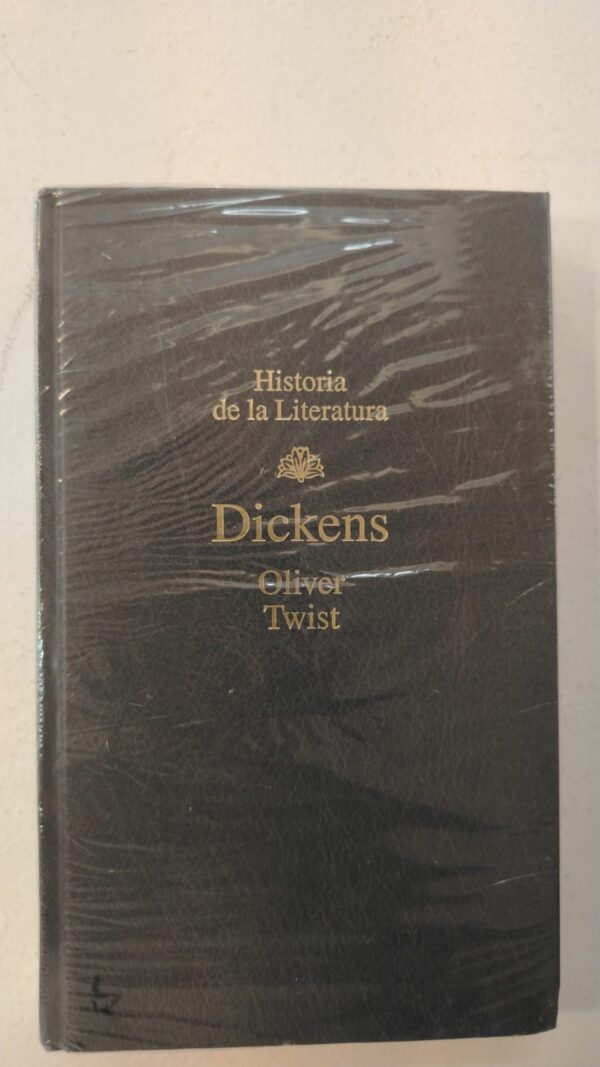 Historia
de la Literatura
Dickens
Oliver
Twist